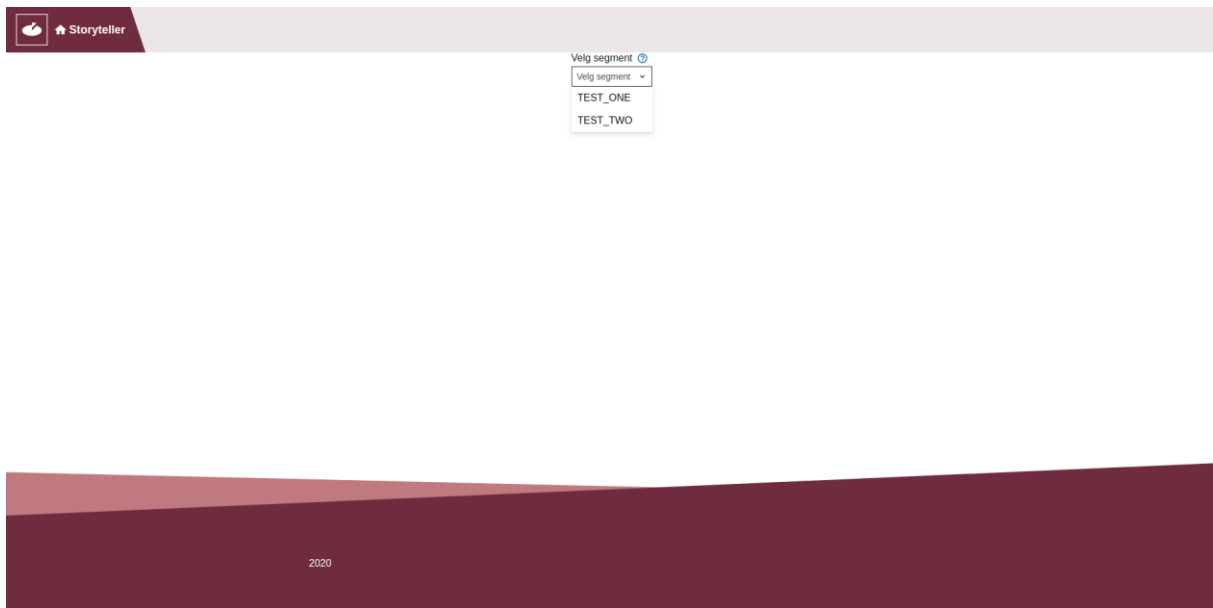 Storyteller
Velg segment
Velg segment
TEST_ONE
TEST_TWO
2020